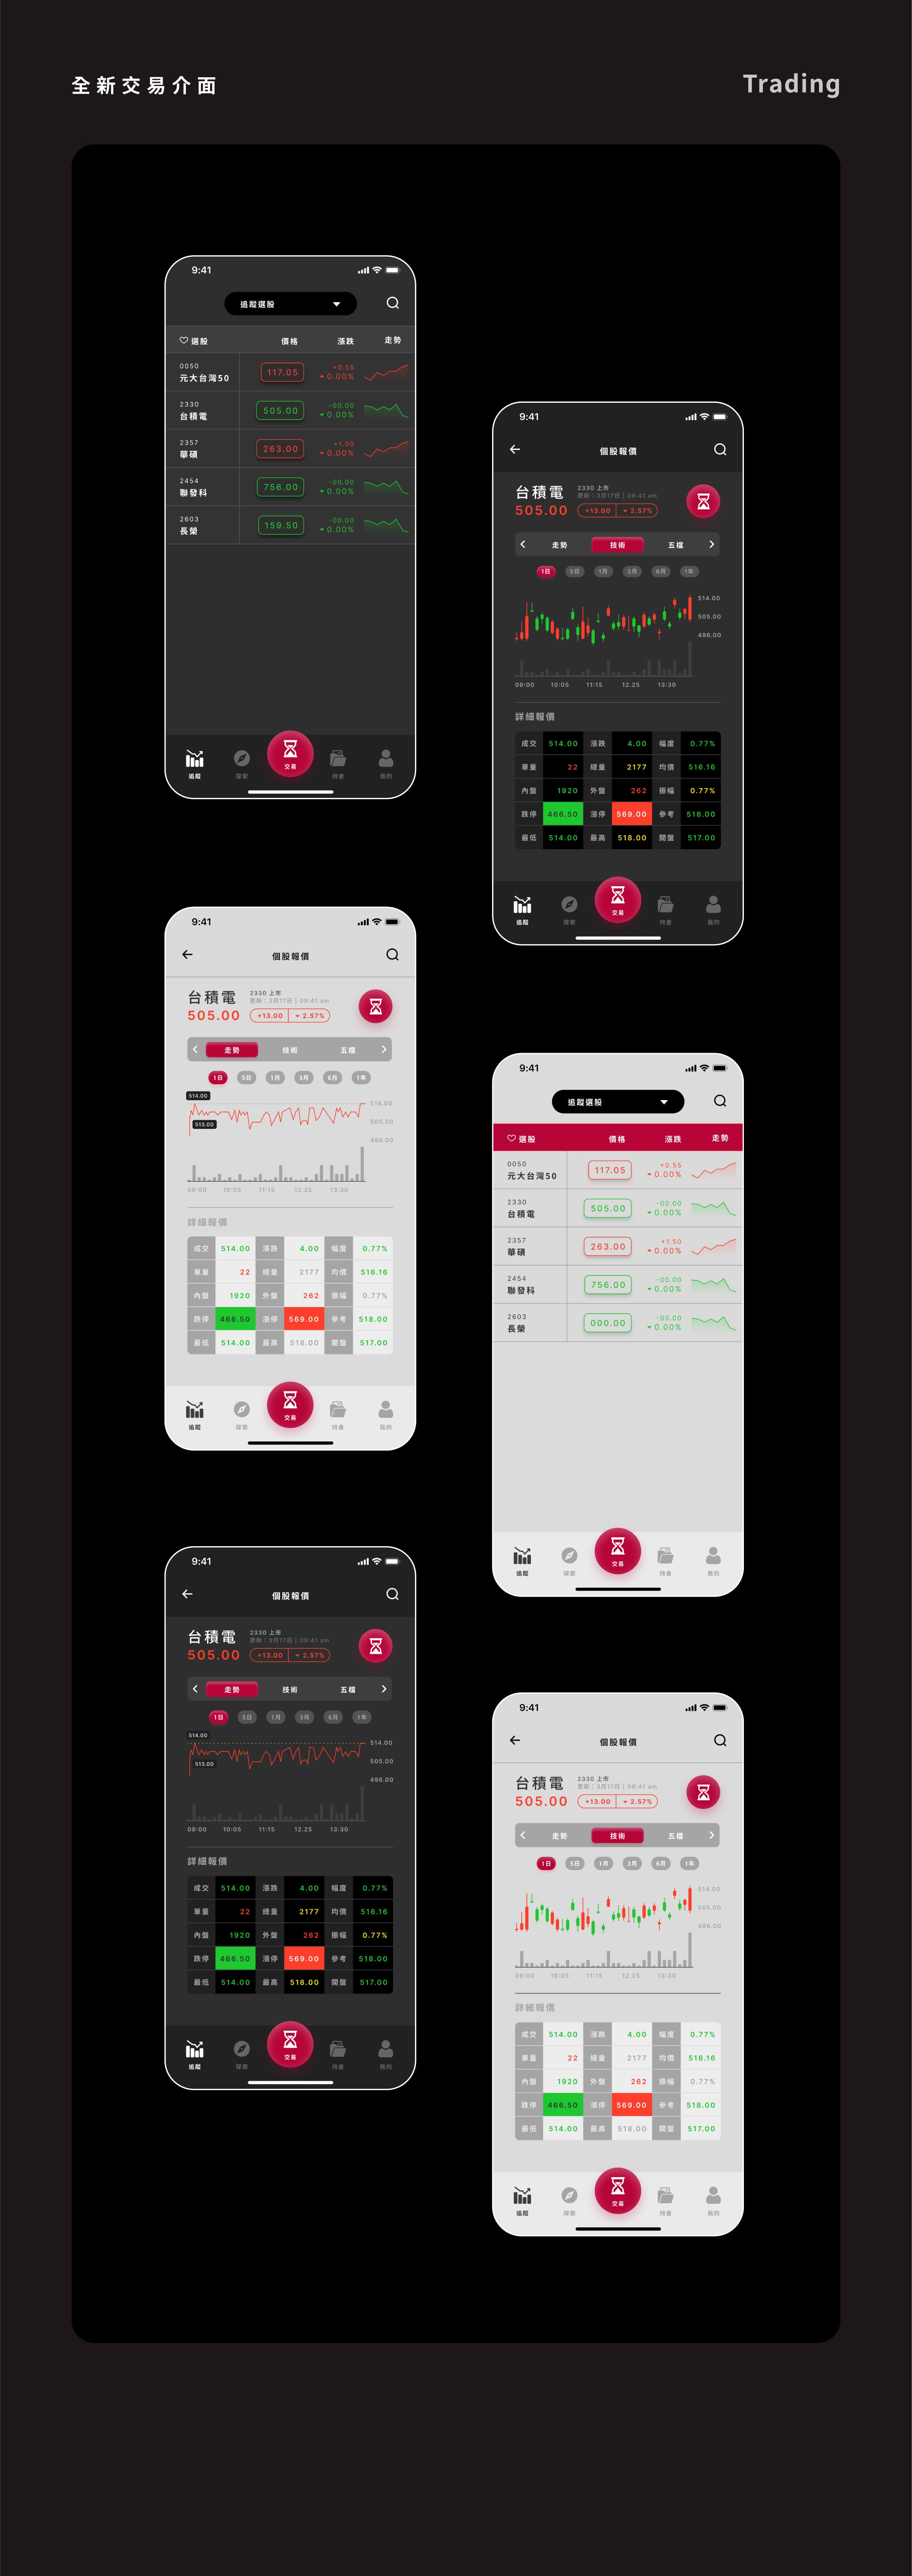 全新交易介面
Trading
9:41
追蹤選股
選股 價格 漲跌 走勢
0050
元大台灣50
117.05
+0.55
0.00%
2330
台積電
505.00
-00.00
0.00%
2357
華碩
263.00
+1.50
0.00%
2454
聯發科
756.00
-00.00
0.00%
2603
長榮
159.50
-00.00
0.00%
追蹤 探索 交易 持倉 我的
9:41
個股報價
台積電
2330 上市
更新：3月17日 | 09:41 am
505.00
+13.00 2.57%
走勢 技術 五檔
1日 5日 1月 3月 6月 1年
514.00
505.00
496.00
09:00 10:05 11:15 12.25 13:30
詳細報價
成交 514.00 漲跌 4.00 幅度 0.77%
單量 22 總量 2177 均價 516.16
內盤 1920 外盤 262 振幅 0.77%
跌停 466.50 漲停 569.00 參考 518.00
最低 514.00 最高 518.00 開盤 517.00
追蹤 探索 交易 持倉 我的
9:41
個股報價
台積電
2330 上市
更新：3月17日 | 09:41 am
505.00
+13.00 2.57%
走勢 技術 五檔
1日 5日 1月 3月 6月 1年
514.00
513.00
514.00
505.00
496.00
09:00 10:05 11:15 12.25 13:30
詳細報價
成交 514.00 漲跌 4.00 幅度 0.77%
單量 22 總量 2177 均價 516.16
內盤 1920 外盤 262 振幅 0.77%
跌停 466.50 漲停 569.00 參考 518.00
最低 514.00 最高 518.00 開盤 517.00
追蹤 探索 交易 持倉 我的
9:41
追蹤選股
選股 價格 漲跌 走勢
0050
元大台灣50
117.05
+0.55
0.00%
2330
台積電
505.00
-00.00
0.00%
2357
華碩
263.00
+1.50
0.00%
2454
聯發科
756.00
-00.00
0.00%
2603
長榮
000.00
-00.00
0.00%
追蹤 探索 交易 持倉 我的
9:41
個股報價
台積電
2330 上市
更新：3月17日 | 09:41 am
505.00
+13.00 2.57%
走勢 技術 五檔
1日 5日 1月 3月 6月 1年
514.00
513.00
514.00
505.00
496.00
09:00 10:05 11:15 12.25 13:30
詳細報價
成交 514.00 漲跌 4.00 幅度 0.77%
單量 22 總量 2177 均價 516.16
內盤 1920 外盤 262 振幅 0.77%
跌停 466.50 漲停 569.00 參考 518.00
最低 514.00 最高 518.00 開盤 517.00
追蹤 探索 交易 持倉 我的
9:41
個股報價
台積電
2330 上市
更新：3月17日 | 09:41 am
505.00
+13.00 2.57%
走勢 技術 五檔
1日 5日 1月 3月 6月 1年
514.00
505.00
496.00
09:00 10:05 11:15 12.25 13:30
詳細報價
成交 514.00 漲跌 4.00 幅度 0.77%
單量 22 總量 2177 均價 516.16
內盤 1920 外盤 262 振幅 0.77%
跌停 466.50 漲停 569.00 參考 518.00
最低 514.00 最高 518.00 開盤 517.00
追蹤 探索 交易 持倉 我的